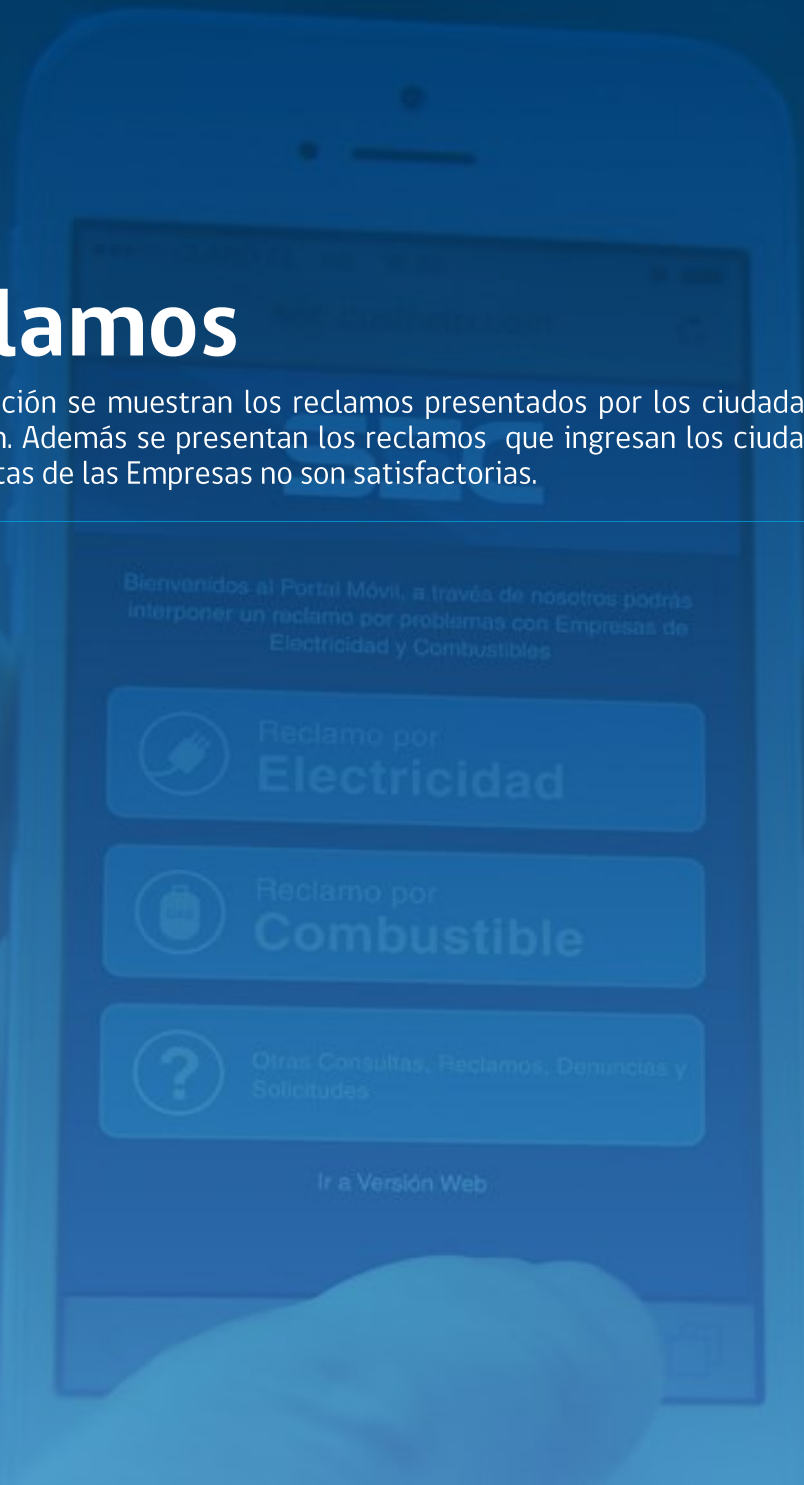 lamos
ción se muestran los reclamos presentados por los ciudada
n. Además se presentan los reclamos que ingresan los ciuda
tas de las Empresas no son satisfactorias.
SEC
Bienvenidos al Portal Móvil, a través de nosotros podrás
interponer un reclamo por problemas con Empresas de
Electricidad y Combustibles
Reclamo por
Electricidad
Reclamo por
Combustible
Otras Consultas, Reclamos, Denuncias y
Solicitudes
Ir a Versión Web